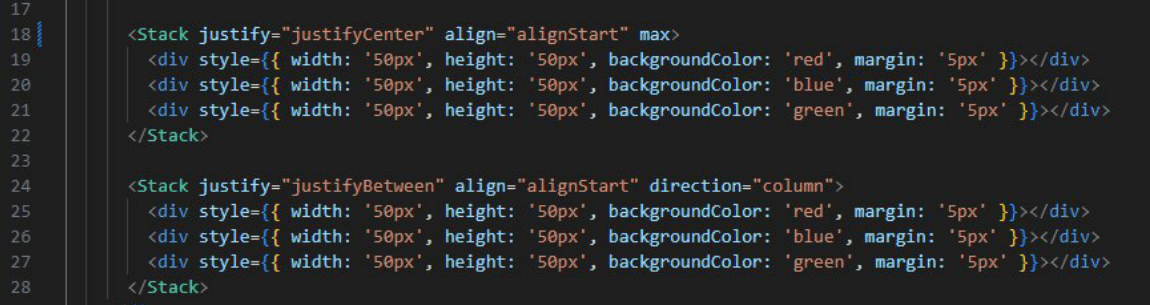 17
18 <Stack justify="justifyCenter" align="alignStart" max>
19 <div style={{ width: '50px', height: '50px', backgroundColor: 'red', margin: '5px' }}></div>
20 <div style={{ width: '50px', height: '50px', backgroundColor: 'blue', margin: '5px' }}></div>
21 <div style={{ width: '50px', height: '50px', backgroundColor: 'green', margin: '5px' }}></div>
22 </Stack>
23
24 <Stack justify="justifyBetween" align="alignStart" direction="column">
25 <div style={{ width: '50px', height: '50px', backgroundColor: 'red', margin: '5px' }}></div>
26 <div style={{ width: '50px', height: '50px', backgroundColor: 'blue', margin: '5px' }}></div>
27 <div style={{ width: '50px', height: '50px', backgroundColor: 'green', margin: '5px' }}></div>
28 </Stack>